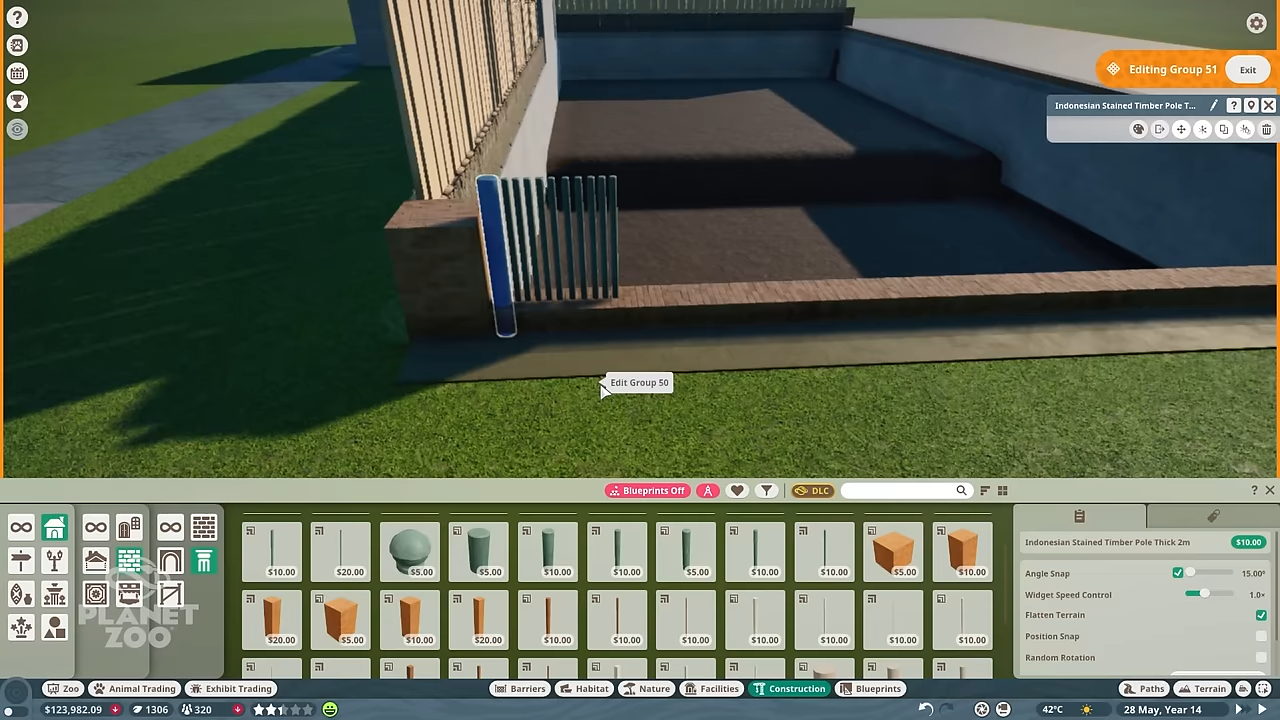 ?
Editing Group 51
Exit
Indonesian Stained Timber Pole T...
?
Edit Group 50
Blueprints Off
DLC
?
$10.00
$20.00
$5.00
$5.00
$10.00
$10.00
$5.00
$10.00
$10.00
$5.00
$10.00
$20.00
$5.00
$10.00
$20.00
$10.00
$10.00
$10.00
$10.00
$10.00
$10.00
$10.00
Indonesian Stained Timber Pole Thick 2m
$10.00
Angle Snap
15.00°
Widget Speed Control
1.0×
Flatten Terrain
Position Snap
Random Rotation
PLANET
ZOO
Zoo
Animal Trading
Exhibit Trading
Barriers
Habitat
Nature
Facilities
Construction
Blueprints
Paths
Terrain
$123,982.09
1306
320
42°C
28 May, Year 14